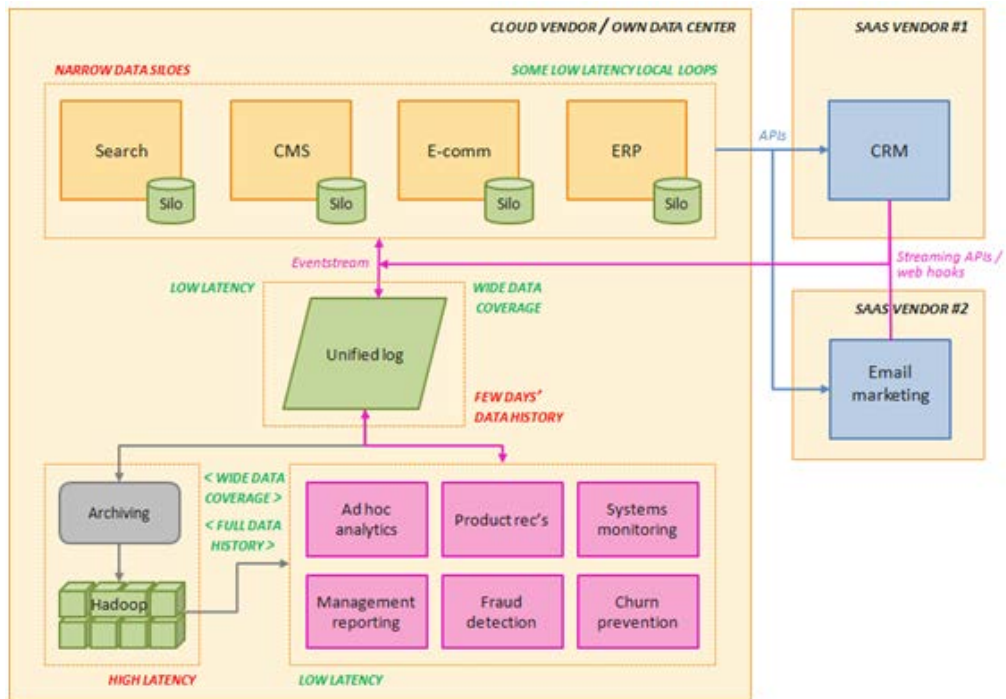 CLOUD VENDOR / OWN DATA CENTER
SAAS VENDOR #1
NARROW DATA SILOES
SOME LOW LATENCY LOCAL LOOPS
Search
Silo
CMS
Silo
E-comm
Silo
ERP
Silo
APIs
CRM
Eventstream
Streaming APIs /
web hooks
LOW LATENCY
WIDE DATA
COVERAGE
SAAS VENDOR #2
Unified log
Email
marketing
FEW DAYS'
DATA HISTORY
Archiving
< WIDE DATA
COVERAGE >
< FULL DATA
HISTORY >
Ad hoc
analytics
Product rec's
Systems
monitoring
Hadoop
Management
reporting
Fraud
detection
Churn
prevention
HIGH LATENCY
LOW LATENCY